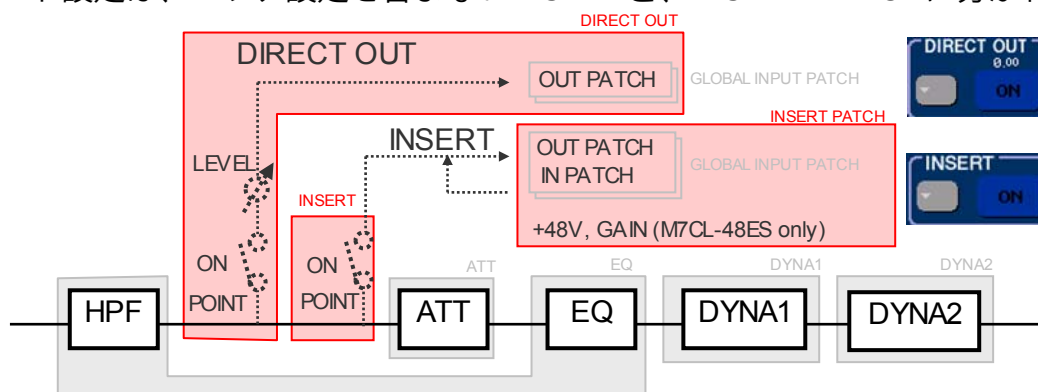 DIRECT OUT
DIRECT OUT
OUT PATCH
GLOBAL INPUT PATCH
DIRECT OUT
0.00
ON
INSERT PATCH
INSERT
OUT PATCH
IN PATCH
GLOBAL INPUT PATCH
LEVEL
INSERT
ON
INSERT
+48V, GAIN (M7CL-48ES only)
ON
POINT
ON
POINT
ATT
EQ
DYNA1
DYNA2
HPF
ATT
EQ
DYNA1
DYNA2